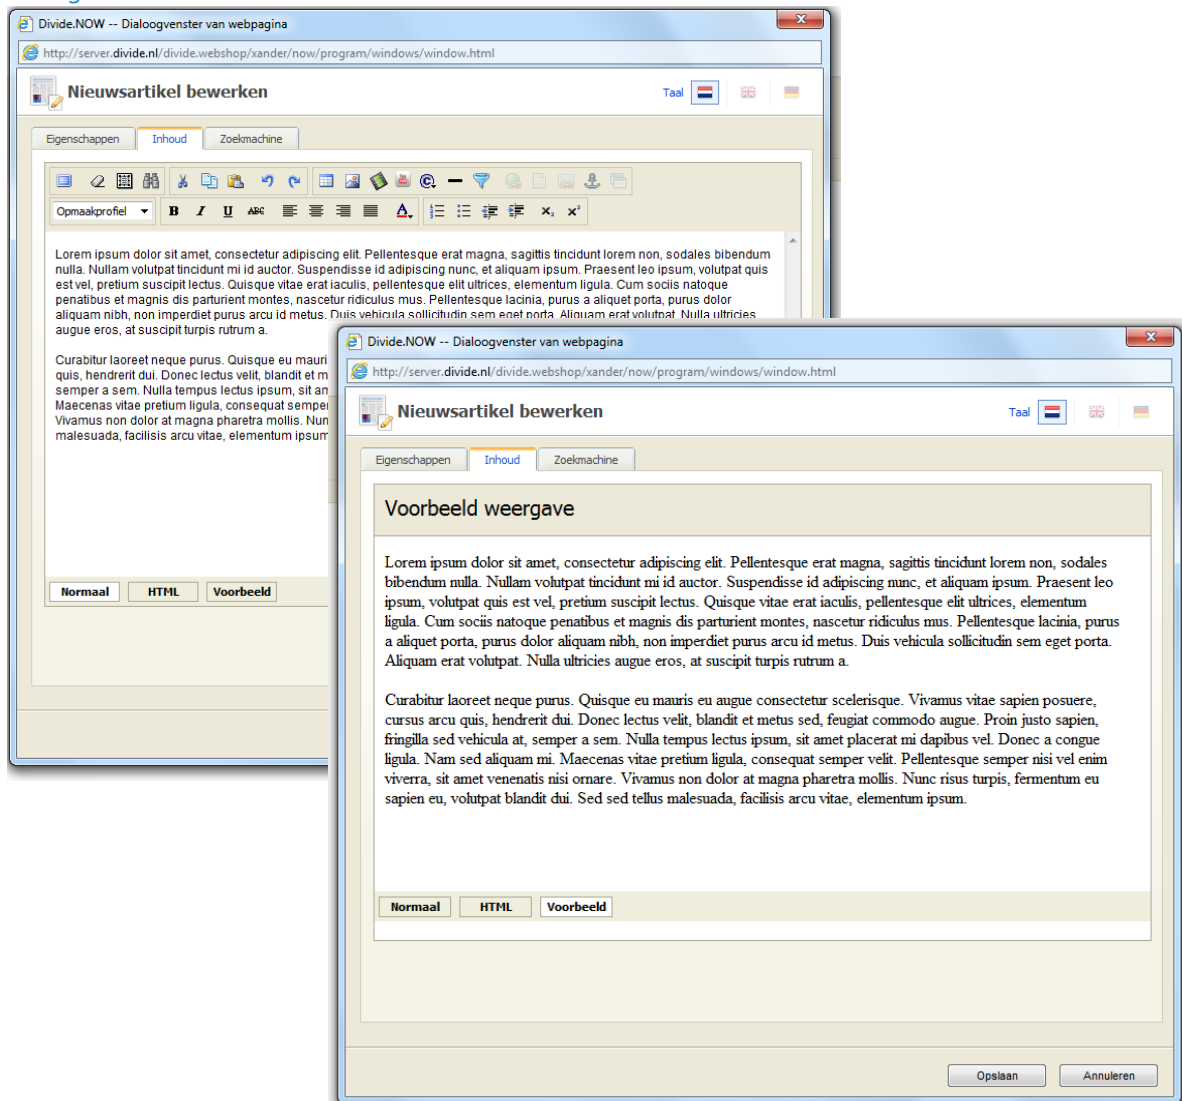 Divide.NOW -- Dialoogvenster van webpagina
http://server.divide.nl/divide.webshop/xander/now/program/windows/window.html
Nieuwsartikel bewerken
Taal
Eigenschappen Inhoud Zoekmachine
Opmaakprofiel B I U ABC A x₂ x²
Lorem ipsum dolor sit amet, consectetur adipiscing elit. Pellentesque erat magna, sagittis tincidunt lorem non, sodales bibendum
nulla. Nullam volutpat tincidunt mi id auctor. Suspendisse id adipiscing nunc, et aliquam ipsum. Praesent leo ipsum, volutpat quis
est vel, pretium suscipit lectus. Quisque vitae erat iaculis, pellentesque elit ultrices, elementum ligula. Cum sociis natoque
penatibus et magnis dis parturient montes, nascetur ridiculus mus. Pellentesque lacinia, purus a aliquet porta, purus dolor
aliquam nibh, non imperdiet purus arcu id metus. Duis vehicula sollicitudin sem eget porta. Aliquam erat volutpat. Nulla ultricies
augue eros, at suscipit turpis rutrum a.
Curabitur laoreet neque purus. Quisque eu mauri
quis, hendrerit dui. Donec lectus velit, blandit et m
semper a sem. Nulla tempus lectus ipsum, sit am
Maecenas vitae pretium ligula, consequat semper
Vivamus non dolor at magna pharetra mollis. Nun
malesuada, facilisis arcu vitae, elementum ipsum
Normaal HTML Voorbeeld
Divide.NOW -- Dialoogvenster van webpagina
http://server.divide.nl/divide.webshop/xander/now/program/windows/window.html
Nieuwsartikel bewerken
Taal
Eigenschappen Inhoud Zoekmachine
Voorbeeld weergave
Lorem ipsum dolor sit amet, consectetur adipiscing elit. Pellentesque erat magna, sagittis tincidunt lorem non, sodales
bibendum nulla. Nullam volutpat tincidunt mi id auctor. Suspendisse id adipiscing nunc, et aliquam ipsum. Praesent leo
ipsum, volutpat quis est vel, pretium suscipit lectus. Quisque vitae erat iaculis, pellentesque elit ultrices, elementum
ligula. Cum sociis natoque penatibus et magnis dis parturient montes, nascetur ridiculus mus. Pellentesque lacinia, purus
a aliquet porta, purus dolor aliquam nibh, non imperdiet purus arcu id metus. Duis vehicula sollicitudin sem eget porta.
Aliquam erat volutpat. Nulla ultricies augue eros, at suscipit turpis rutrum a.
Curabitur laoreet neque purus. Quisque eu mauris eu augue consectetur scelerisque. Vivamus vitae sapien posuere,
cursus arcu quis, hendrerit dui. Donec lectus velit, blandit et metus sed, feugiat commodo augue. Proin justo sapien,
fringilla sed vehicula at, semper a sem. Nulla tempus lectus ipsum, sit amet placerat mi dapibus vel. Donec a congue
ligula. Nam sed aliquam mi. Maecenas vitae pretium ligula, consequat semper velit. Pellentesque semper nisi vel enim
viverra, sit amet venenatis nisi ornare. Vivamus non dolor at magna pharetra mollis. Nunc risus turpis, fermentum eu
sapien eu, volutpat blandit dui. Sed sed tellus malesuada, facilisis arcu vitae, elementum ipsum.
Normaal HTML Voorbeeld
Opslaan Annuleren